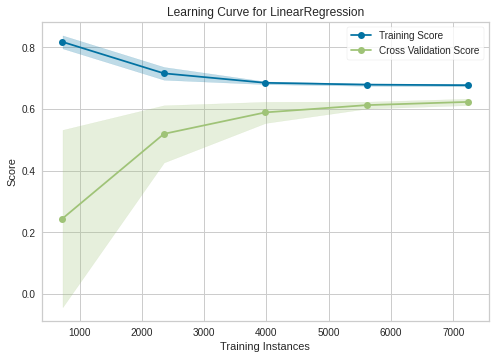 Learning Curve for LinearRegression
Training Score
Cross Validation Score
Score
0.8
0.6
0.4
0.2
0.0
1000 2000 3000 4000 5000 6000 7000
Training Instances